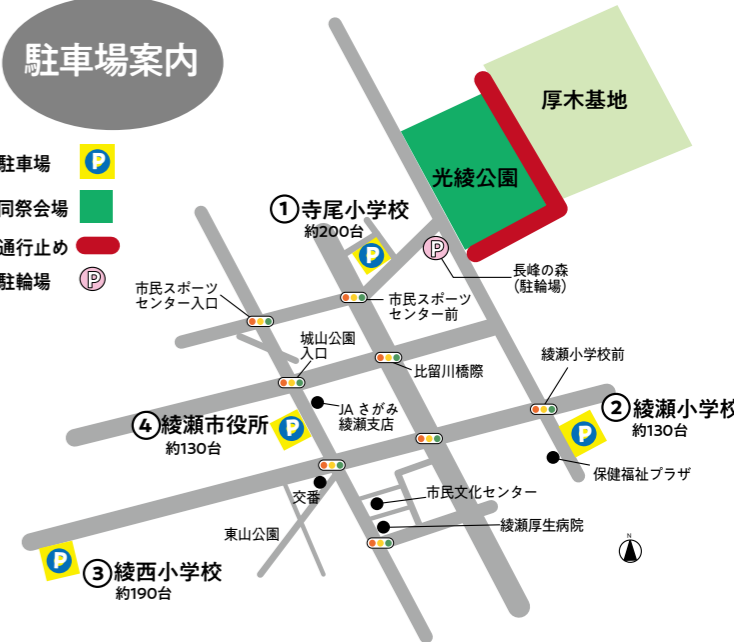 駐車場案内
駐車場
P
同祭会場
通行止め
駐輪場
P
厚木基地
光綾公園
①寺尾小学校
約200台
P
P
長峰の森
(駐輪場)
市民スポーツ
センター入口
市民スポーツ
センター前
城山公園
入口
比留川橋際
綾瀬小学校前
JA さがみ
綾瀬支店
④綾瀬市役所
約130台
P
②綾瀬小学校
約130台
P
保健福祉プラザ
交番
市民文化センター
東山公園
綾瀬厚生病院
N
P
③綾西小学校
約190台